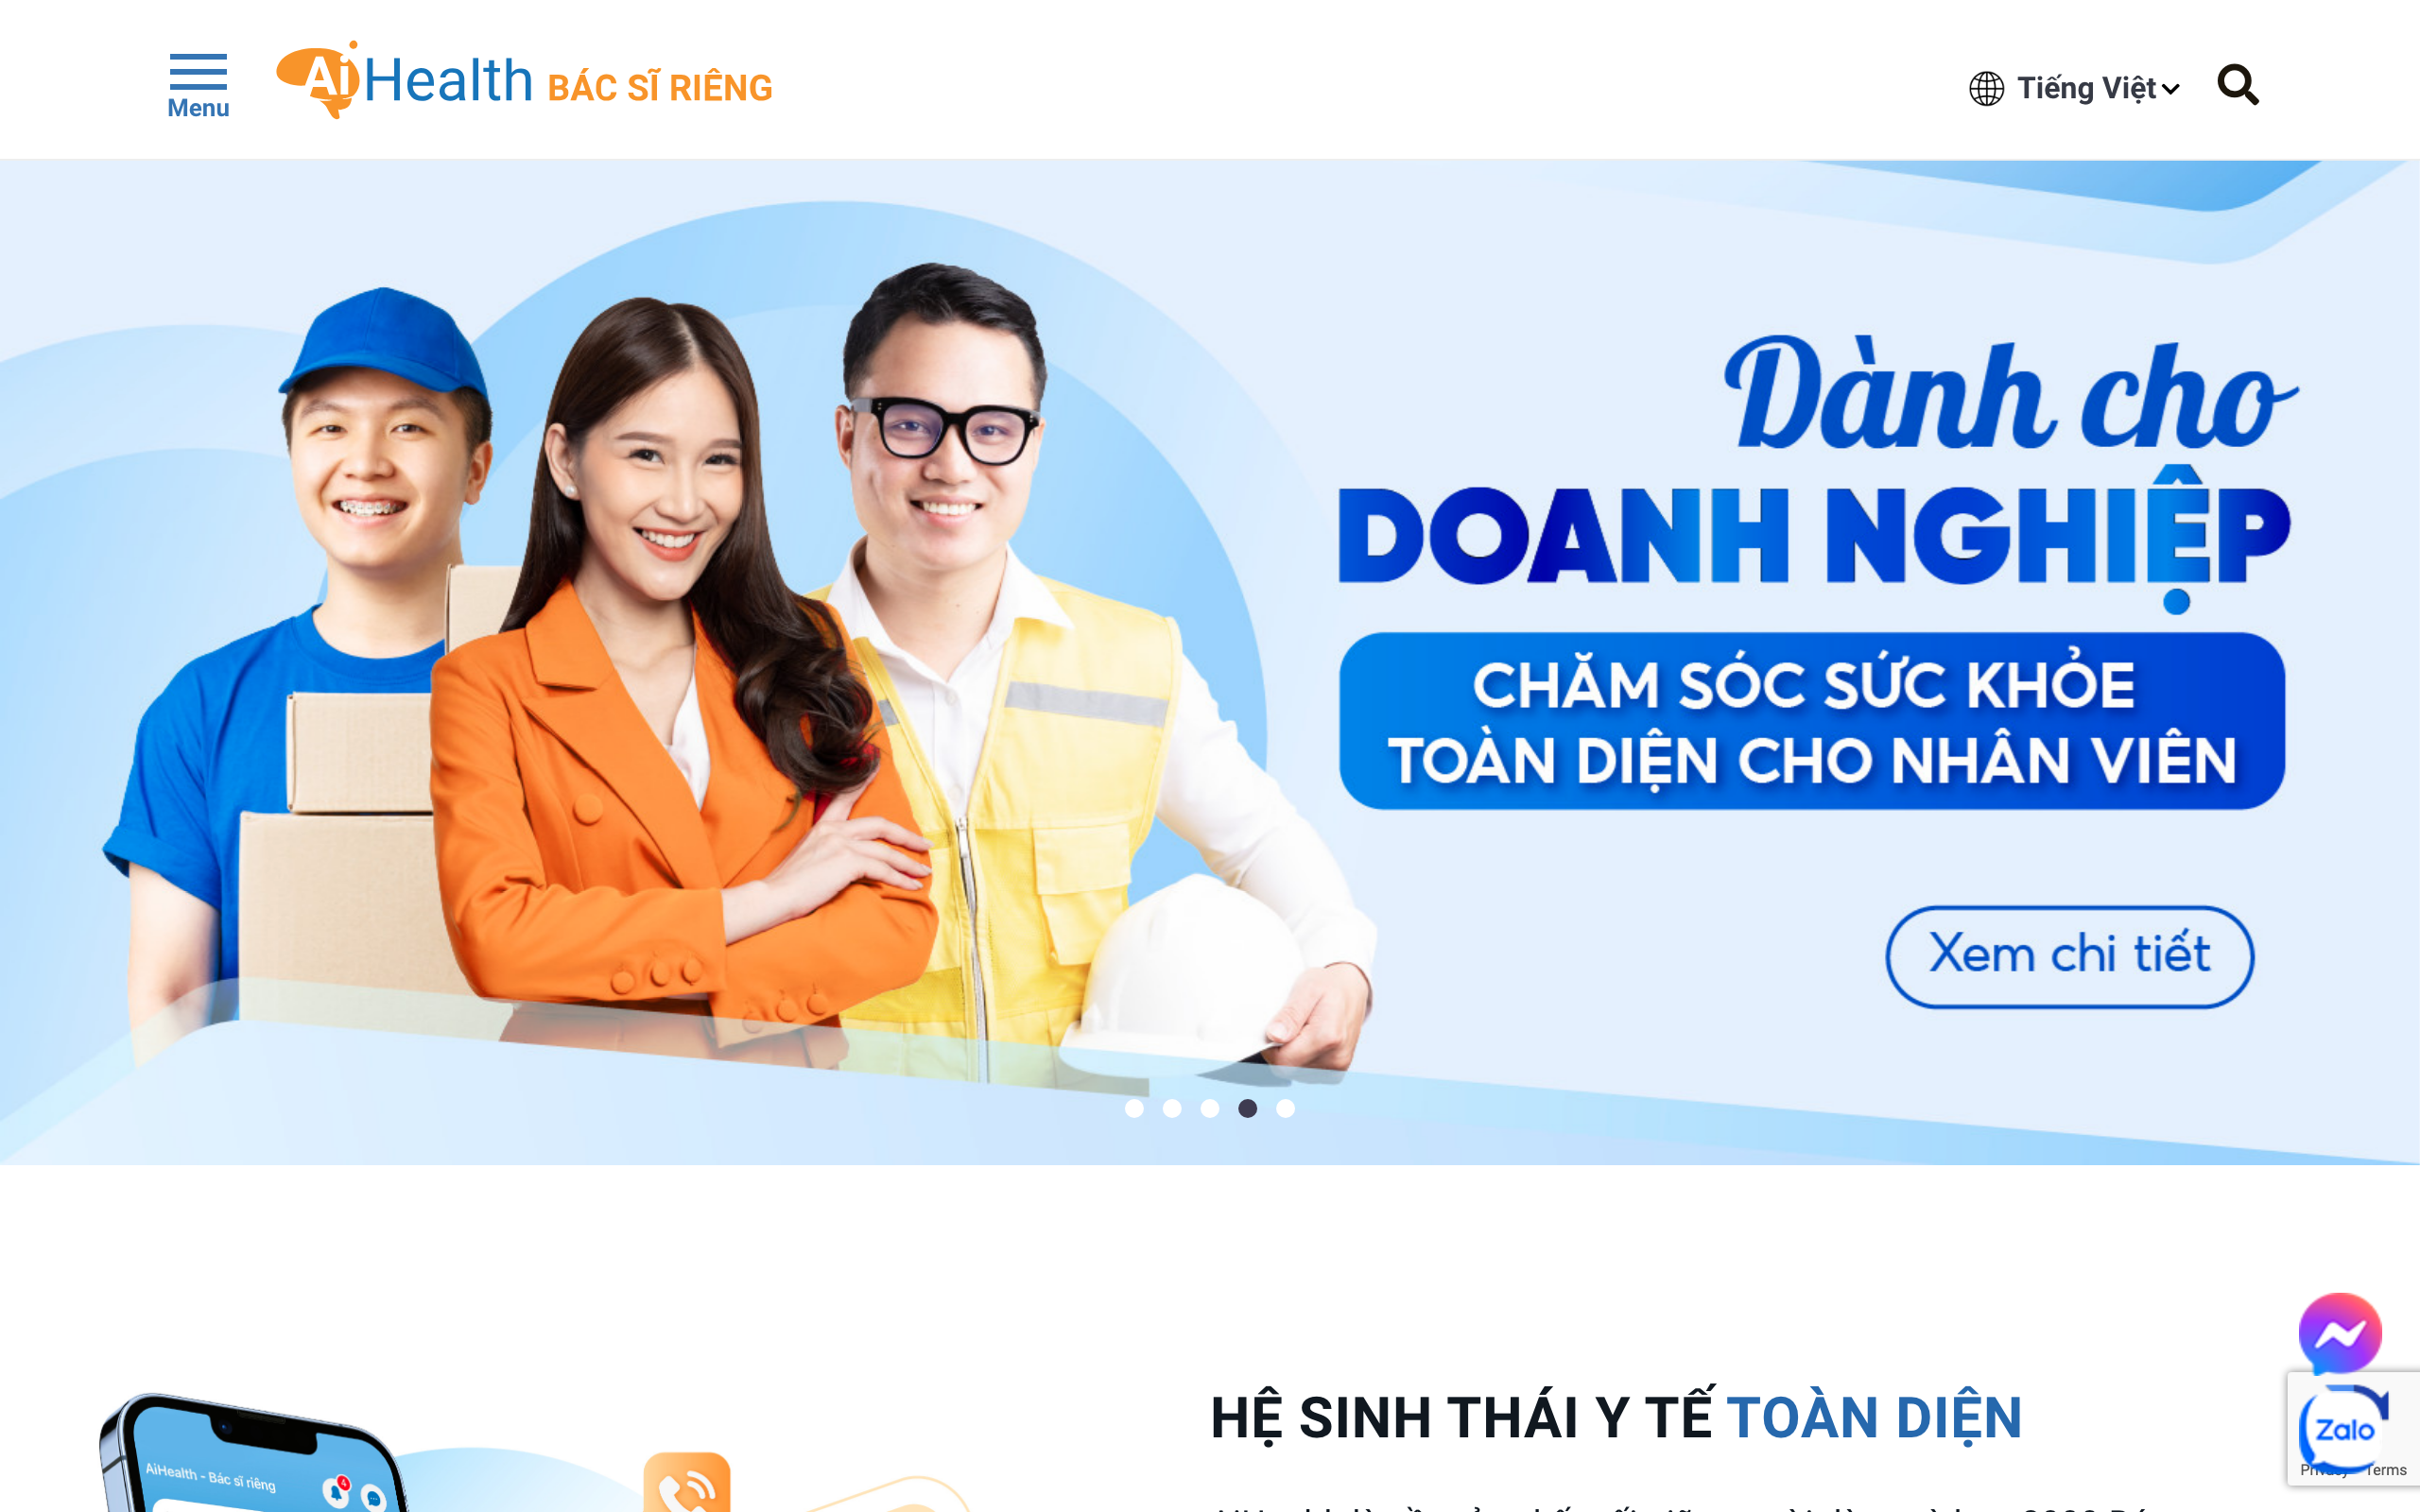 Menu
AiHealth BÁC SĨ RIÊNG
Tiếng Việt
Dành cho
DOANH NGHIỆP
CHĂM SÓC SỨC KHỎE
TOÀN DIỆN CHO NHÂN VIÊN
Xem chi tiết
HỆ SINH THÁI Y TẾ TOÀN DIỆN
AiHealth - Bác sĩ riêng
4
Zalo
Terms